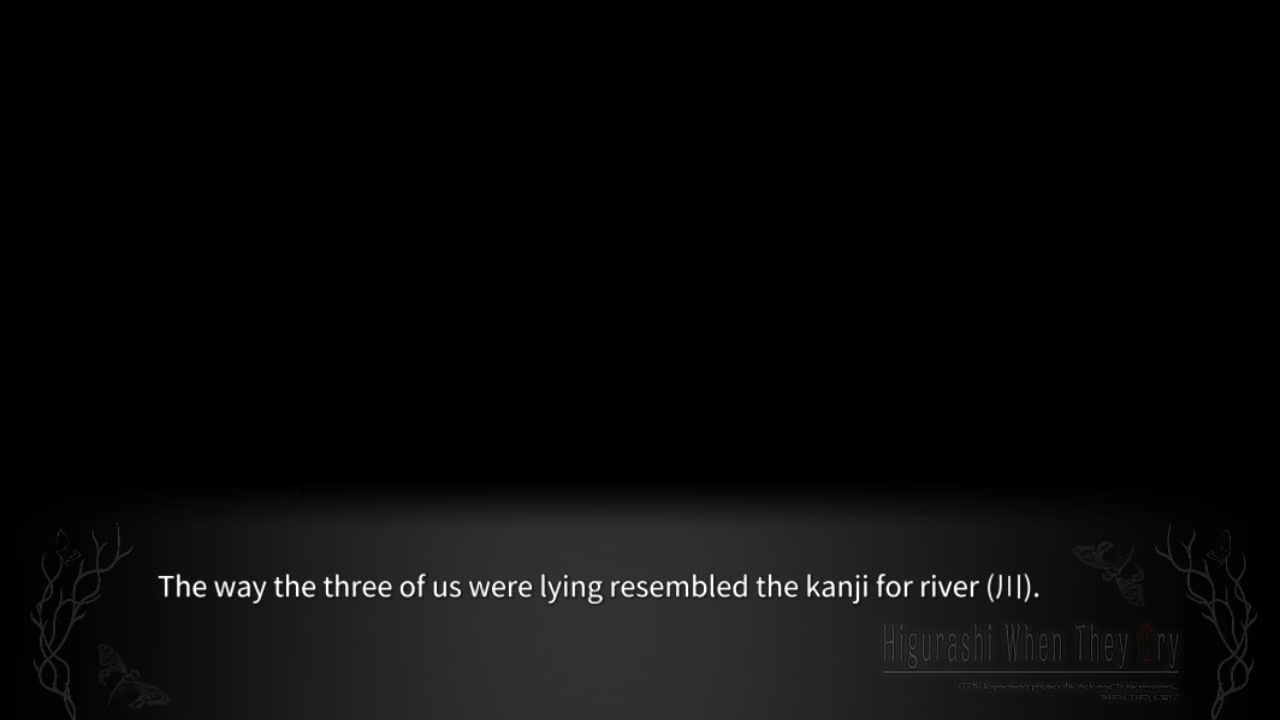 The way the three of us were lying resembled the kanji for river (川).
Higurashi When They Cry